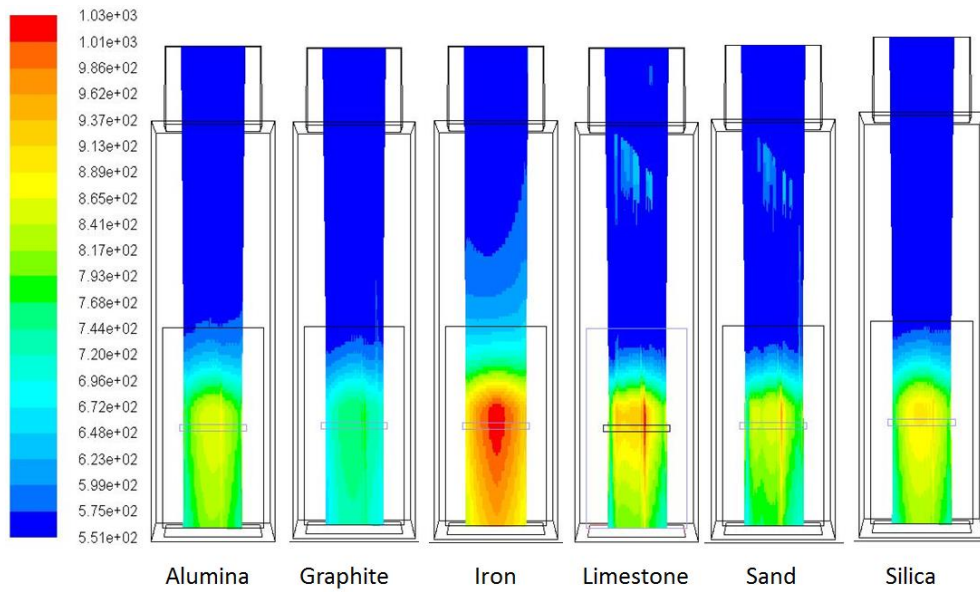 1.03e+03
1.01e+03
9.86e+02
9.62e+02
9.37e+02
9.13e+02
8.89e+02
8.65e+02
8.41e+02
8.17e+02
7.93e+02
7.68e+02
7.44e+02
7.20e+02
6.96e+02
6.72e+02
6.48e+02
6.23e+02
5.99e+02
5.75e+02
5.51e+02
Alumina Graphite Iron Limestone Sand Silica